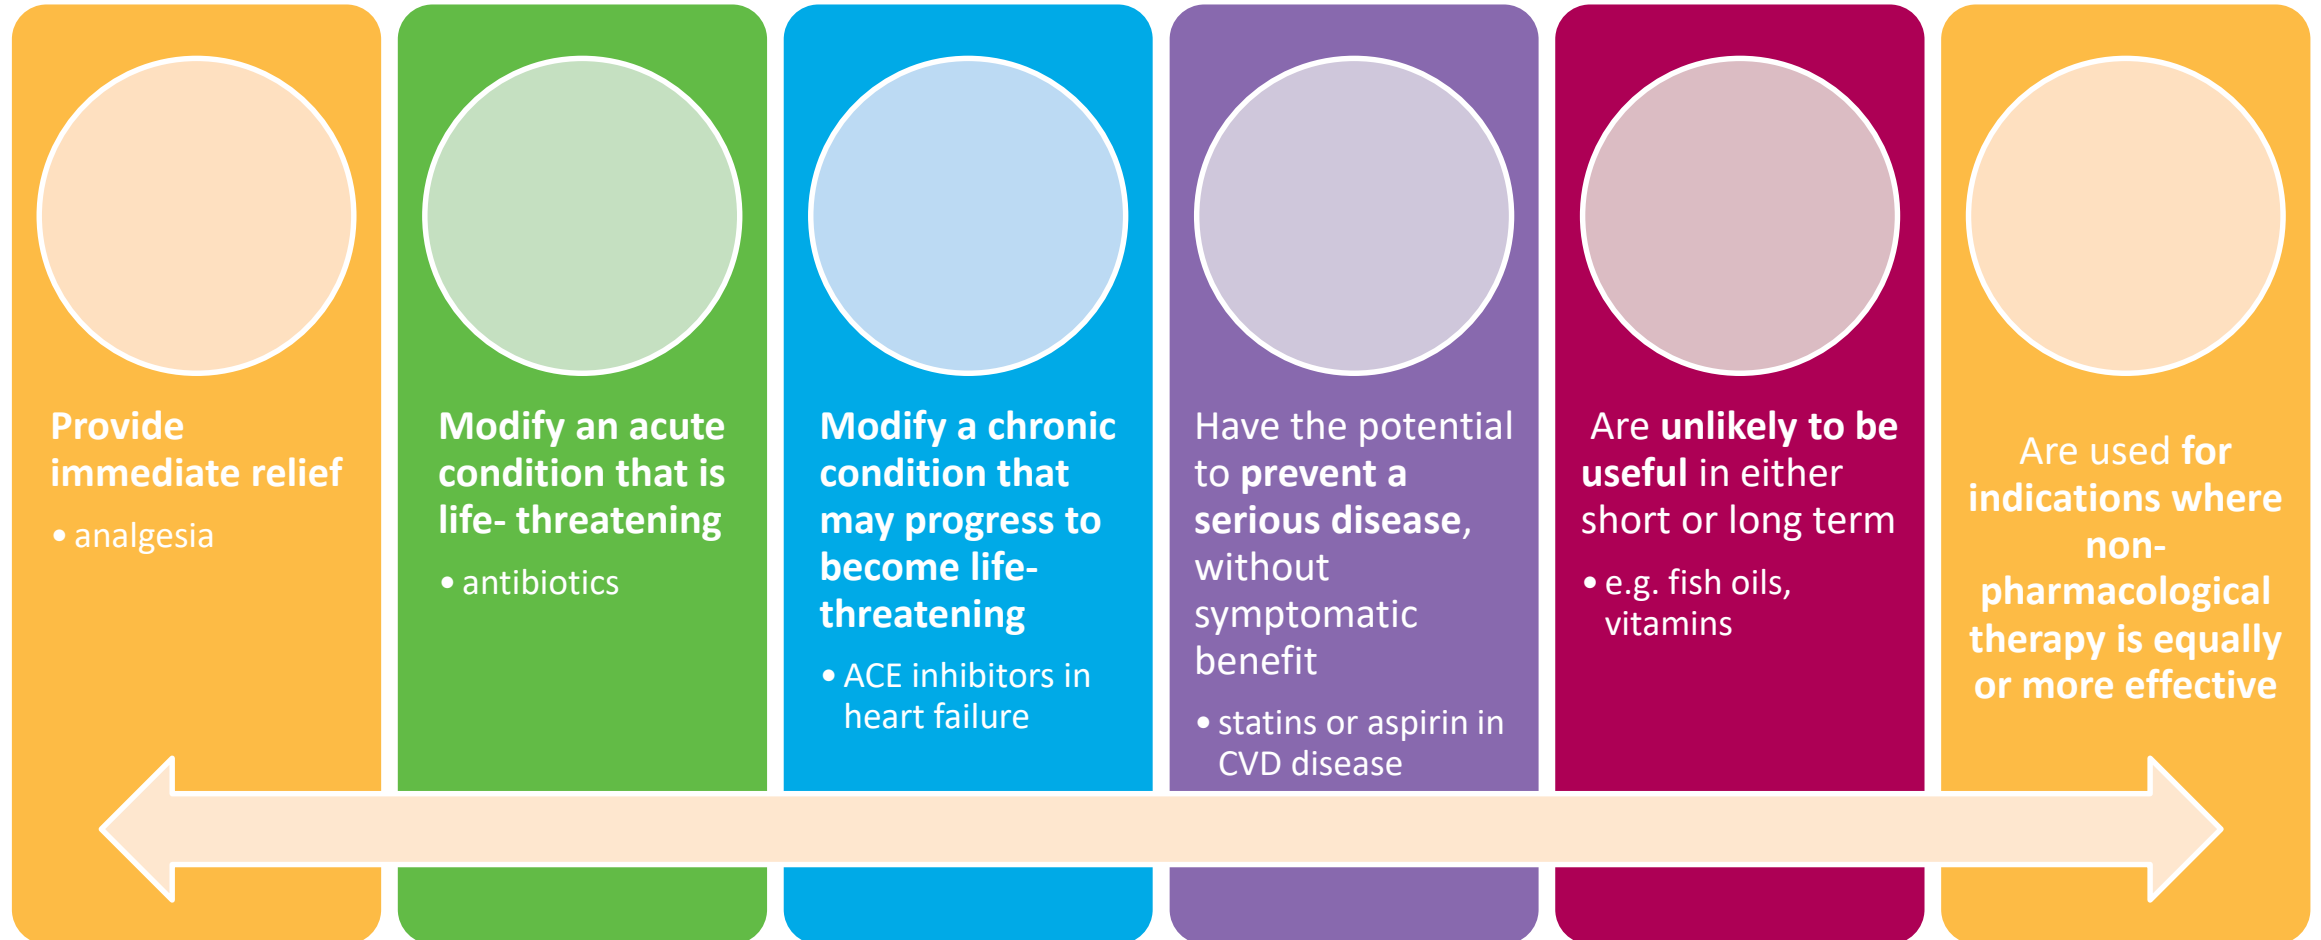 Provide
immediate relief
• analgesia
Modify an acute
condition that is
life- threatening
• antibiotics
Modify a chronic
condition that
may progress to
become life-
threatening
• ACE inhibitors in
heart failure
Have the potential
to prevent a
serious disease,
without
symptomatic
benefit
• statins or aspirin in
CVD disease
Are unlikely to be
useful in either
short or long term
• e.g. fish oils,
vitamins
Are used for
indications where
non-
pharmacological
therapy is equally
or more effective